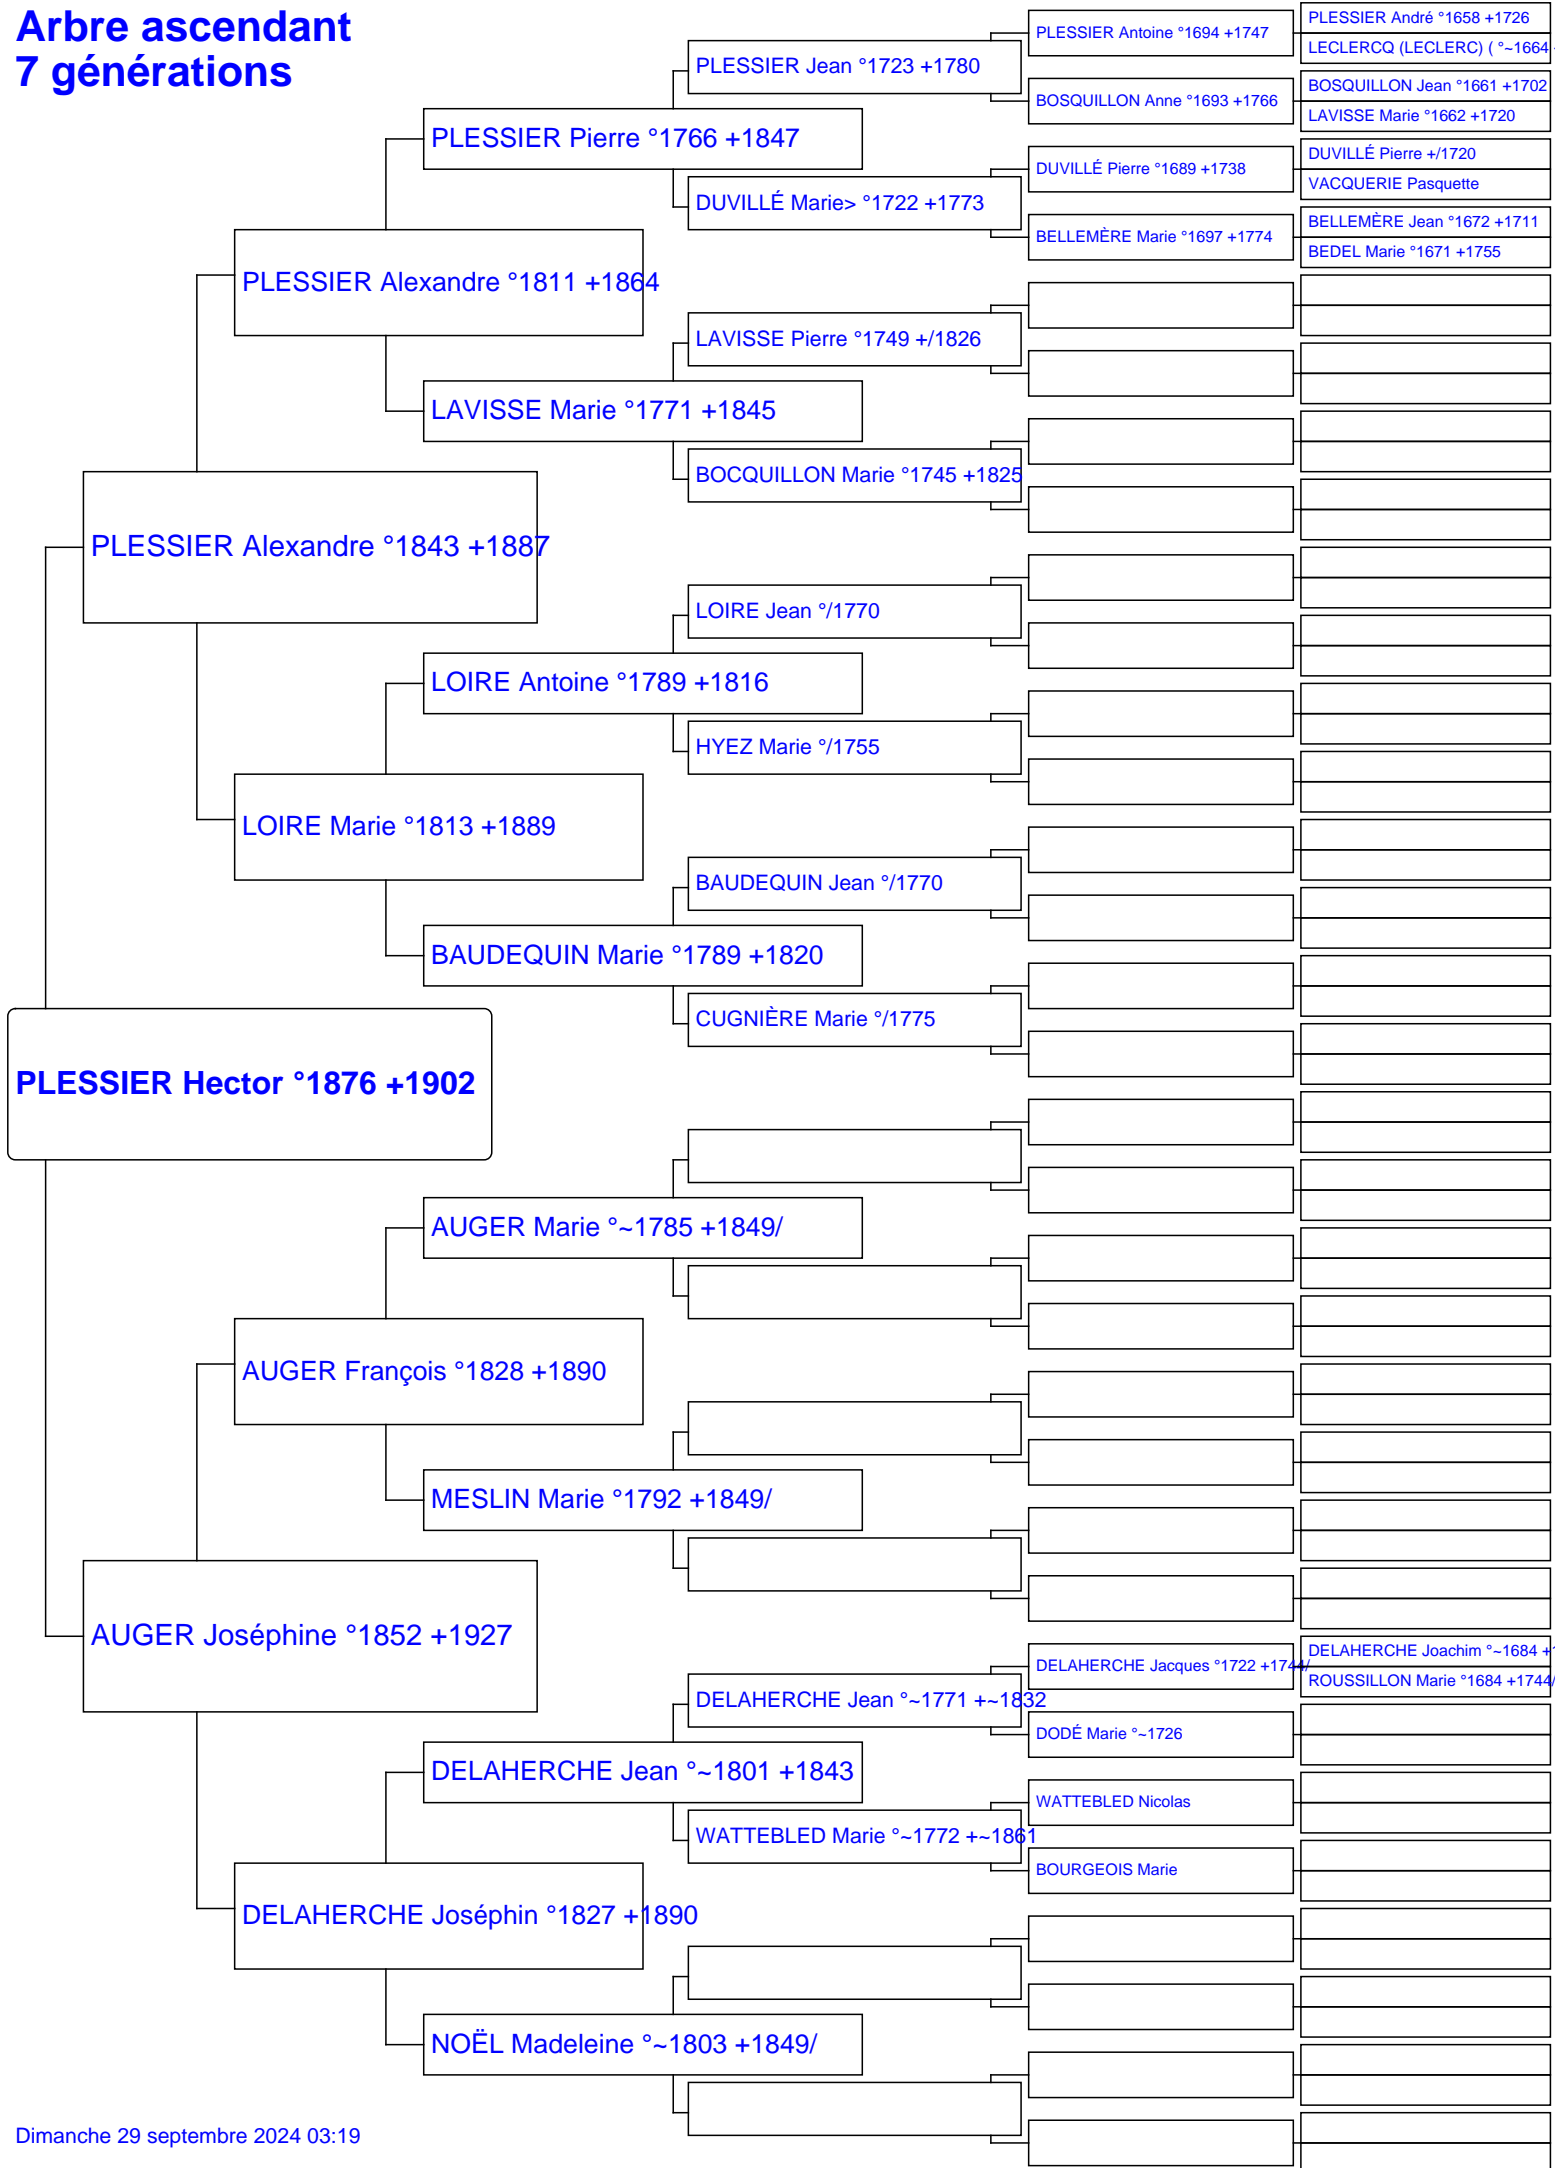 Arbre ascendant
7 générations
PLESSIER Hector °1876 +1902
PLESSIER Alexandre °1843 +1887
AUGER Joséphine °1852 +1927
PLESSIER Alexandre °1811 +1864
LOIRE Marie °1813 +1889
AUGER François °1828 +1890
DELAHERCHE Joséphin °1827 +1890
PLESSIER Pierre °1766 +1847
LAVISSE Marie °1771 +1845
LOIRE Antoine °1789 +1816
BAUDEQUIN Marie °1789 +1820
AUGER Marie °~1785 +1849/
MESLIN Marie °1792 +1849/
DELAHERCHE Jean °~1801 +1843
NOËL Madeleine °~1803 +1849/
PLESSIER Jean °1723 +1780
DUVILLÉ Marie> °1722 +1773
LAVISSE Pierre °1749 +/1826
BOCQUILLON Marie °1745 +1825
LOIRE Jean °/1770
HYEZ Marie °/1755
BAUDEQUIN Jean °/1770
CUGNIÈRE Marie °/1775
DELAHERCHE Jean °~1771 +~1832
WATTEBLED Marie °~1772 +~1861
PLESSIER Antoine °1694 +1747
BOSQUILLON Anne °1693 +1766
DUVILLÉ Pierre °1689 +1738
BELLEMÈRE Marie °1697 +1774
DELAHERCHE Jacques °1722 +1744/
DODÉ Marie °~1726
WATTEBLED Nicolas
BOURGEOIS Marie
PLESSIER André °1658 +1726
LECLERCQ (LECLERC) ( °~1664
BOSQUILLON Jean °1661 +1702
LAVISSE Marie °1662 +1720
DUVILLÉ Pierre +/1720
VACQUERIE Pasquette
BELLEMÈRE Jean °1672 +1711
BEDEL Marie °1671 +1755
DELAHERCHE Joachim °~1684
ROUSSILLON Marie °1684 +1744/
Dimanche 29 septembre 2024 03:19